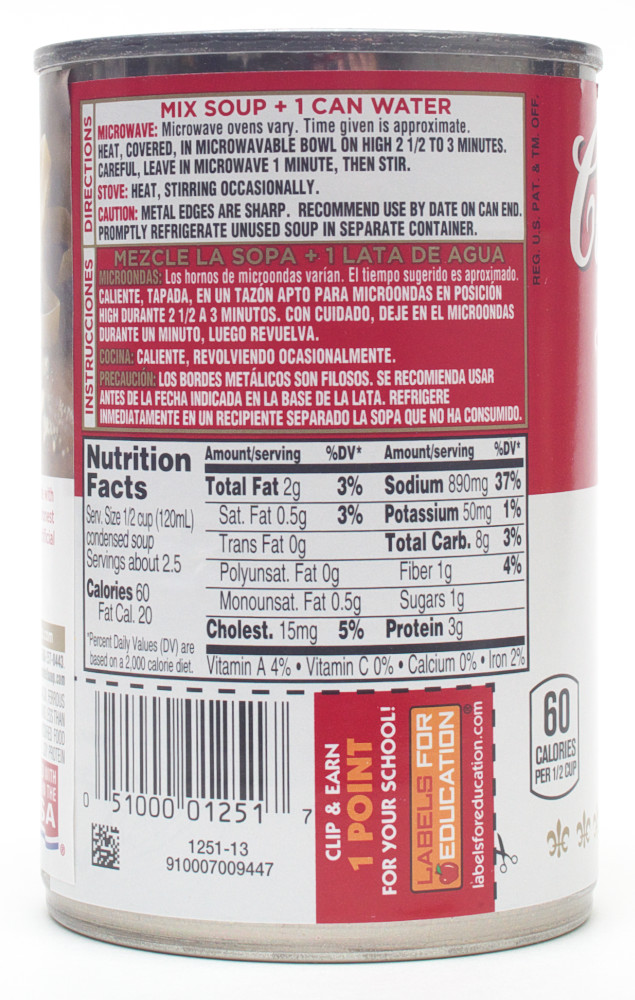 DIRECTIONS
MIX SOUP + 1 CAN WATER
MICROWAVE: Microwave ovens vary. Time given is approximate.
HEAT, COVERED, IN MICROWAVABLE BOWL ON HIGH 2 1/2 TO 3 MINUTES.
CAREFUL, LEAVE IN MICROWAVE 1 MINUTE, THEN STIR.
STOVE: HEAT, STIRRING OCCASIONALLY.
CAUTION: METAL EDGES ARE SHARP. RECOMMEND USE BY DATE ON CAN END.
PROMPTLY REFRIGERATE UNUSED SOUP IN SEPARATE CONTAINER.
INSTRUCCIONES
MEZCLE LA SOPA + 1 LATA DE AGUA
MICROONDAS: Los hornos de microondas varían. El tiempo sugerido es aproximado.
CALIENTE, TAPADA, EN UN TAZÓN APTO PARA MICROONDAS EN POSICIÓN
HIGH DURANTE 2 1/2 A 3 MINUTOS. CON CUIDADO, DEJE EN EL MICROONDAS
DURANTE UN MINUTO, LUEGO REVUELVA.
COCINA: CALIENTE, REVOLVIENDO OCASIONALMENTE.
PRECAUCIÓN: LOS BORDES METÁLICOS SON FILOSOS. SE RECOMIENDA USAR
ANTES DE LA FECHA INDICADA EN LA BASE DE LA LATA. REFRIGERE
INMEDIATAMENTE EN UN RECIPIENTE SEPARADO LA SOPA QUE NO HA CONSUMIDO.
REG. U.S. PAT. & TM. OFF.
Nutrition
Facts
Serv. Size 1/2 cup (120mL)
condensed soup
Servings about 2.5
Calories 60
Fat Cal. 20
*Percent Daily Values (DV) are
based on a 2,000 calorie diet.
Amount/serving %DV* Amount/serving %DV*
Total Fat 2g 3% Sodium 890mg 37%
Sat. Fat 0.5g 3% Potassium 50mg 1%
Trans Fat 0g Total Carb. 8g 3%
Polyunsat. Fat 0g Fiber 1g 4%
Monounsat. Fat 0.5g Sugars 1g
Cholest. 15mg 5% Protein 3g
Vitamin A 4% • Vitamin C 0% • Calcium 0% • Iron 2%
0 51000 01251 7
1251-13
910007009447
CLIP & EARN
1 POINT
FOR YOUR SCHOOL!
LABELS FOR
EDUCATION®
labelsforeducation.com
60
CALORIES
PER 1/2 CUP